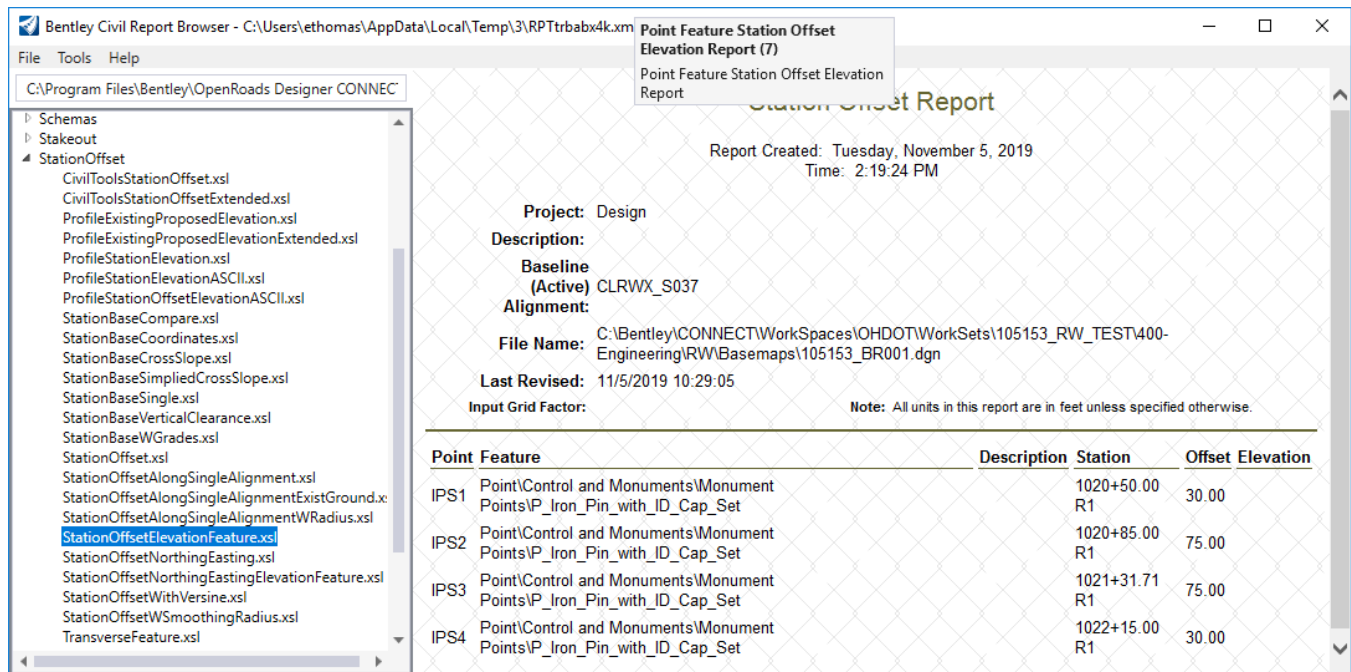 Bentley Civil Report Browser - C:\Users\ethomas\AppData\Local\Temp\3\RPTtrbabx4k.xm
Point Feature Station Offset
Elevation Report (7)
Point Feature Station Offset Elevation
Report
File Tools Help
C:\Program Files\Bentley\OpenRoads Designer CONNEC
Schemas
Stakeout
StationOffset
CivilToolsStationOffset.xsl
CivilToolsStationOffsetExtended.xsl
ProfileExistingProposedElevation.xsl
ProfileExistingProposedElevationExtended.xsl
ProfileStationElevation.xsl
ProfileStationElevationASCII.xsl
ProfileStationOffsetElevationASCII.xsl
StationBaseCompare.xsl
StationBaseCoordinates.xsl
StationBaseCrossSlope.xsl
StationBaseSimpliedCrossSlope.xsl
StationBaseSingle.xsl
StationBaseVerticalClearance.xsl
StationBaseWGrades.xsl
StationOffset.xsl
StationOffsetAlongSingleAlignment.xsl
StationOffsetAlongSingleAlignmentExistGround.x
StationOffsetAlongSingleAlignmentWRadius.xsl
StationOffsetElevationFeature.xsl
StationOffsetNorthingEasting.xsl
StationOffsetNorthingEastingElevationFeature.xsl
StationOffsetWithVersine.xsl
StationOffsetWSmoothingRadius.xsl
TransverseFeature.xsl
Station Offset Report
Report Created: Tuesday, November 5, 2019
Time: 2:19:24 PM
Project: Design
Description:
Baseline
(Active) CLRWX_S037
Alignment:
File Name: C:\Bentley\CONNECT\WorkSpaces\OHDOT\WorkSets\105153_RW_TEST\400-
Engineering\RW\Basemaps\105153_BR001.dgn
Last Revised: 11/5/2019 10:29:05
Input Grid Factor: Note: All units in this report are in feet unless specified otherwise.
Point Feature Description Station Offset Elevation
IPS1 Point\Control and Monuments\Monument 1020+50.00 30.00
Points\P_Iron_Pin_with_ID_Cap_Set R1
IPS2 Point\Control and Monuments\Monument 1020+85.00 75.00
Points\P_Iron_Pin_with_ID_Cap_Set R1
IPS3 Point\Control and Monuments\Monument 1021+31.71 75.00
Points\P_Iron_Pin_with_ID_Cap_Set R1
IPS4 Point\Control and Monuments\Monument 1022+15.00 30.00
Points\P_Iron_Pin_with_ID_Cap_Set R1